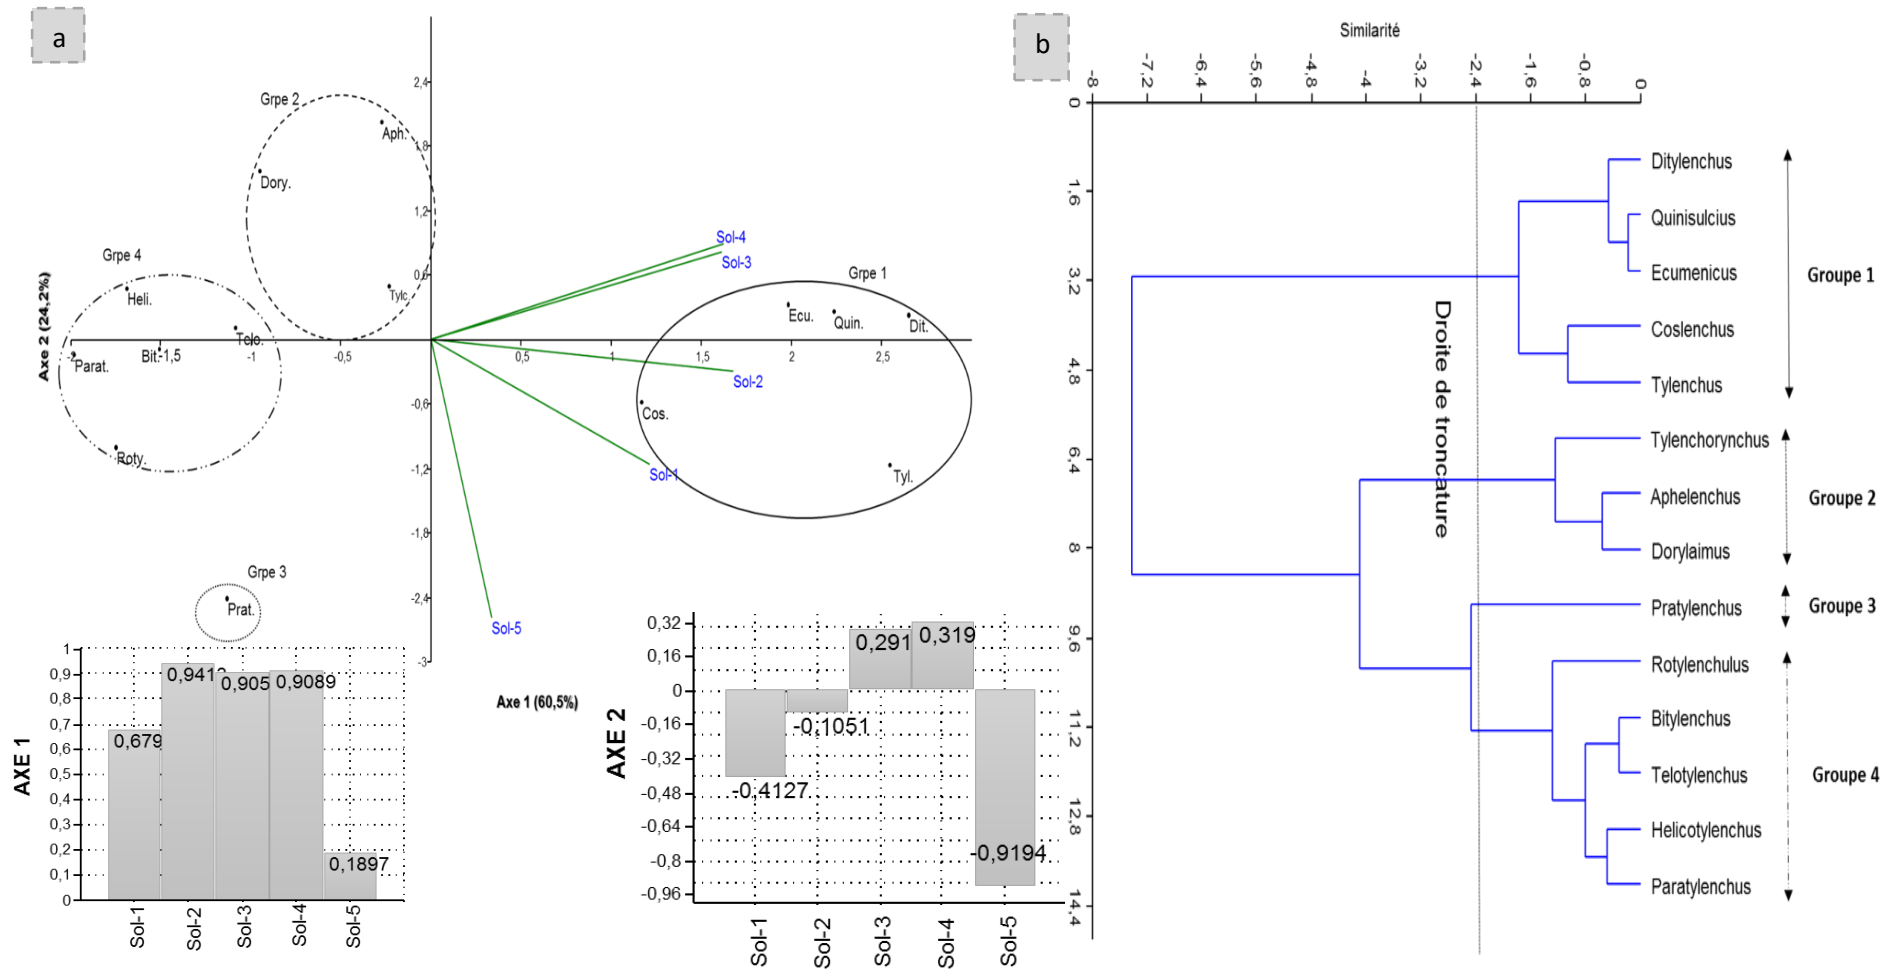 a
2,4
Grpe 2
Aph.
1,8
Dory.
1,2
Grpe 4
Sol-4
Sol-3
0,6
Grpe 1
Heli.
Tylc
Ecu.
Quin.
Dit.
Telo.
Axe 2 (24,2%)
-2
Bit.
-1,5
-1
-0,5
0,5
1
1,5
2
2,5
Parat.
Sol-2
-0,6
Cos.
Roty.
-1,2
Sol-1
Tyl.
-1,8
Grpe 3
-2,4
Prat.
Sol-5
-3
Axe 1 (60,5%)
AXE 1
1
0,9
0,8
0,7
0,6
0,5
0,4
0,3
0,2
0,1
0
0,679
0,941
0,905
0,9089
0,1897
Sol-1
Sol-2
Sol-3
Sol-4
Sol-5
AXE 2
0,32
0,16
0
-0,16
-0,32
-0,48
-0,64
-0,8
-0,96
0,291
0,319
-0,1051
-0,4127
-0,9194
Sol-1
Sol-2
Sol-3
Sol-4
Sol-5
b
Similarité
-8
-7,2
-6,4
-5,6
-4,8
-4
-3,2
-2,4
-1,6
-0,8
0
0
1,6
3,2
4,8
6,4
8
9,6
11,2
12,8
14,4
Droite de troncature
Ditylenchus
Quinisulcius
Ecumenicus
Coslenchus
Tylenchus
Groupe 1
Tylenchorynchus
Aphelenchus
Dorylaimus
Groupe 2
Pratylenchus
Groupe 3
Rotylenchulus
Bitylenchus
Telotylenchus
Helicotylenchus
Paratylenchus
Groupe 4